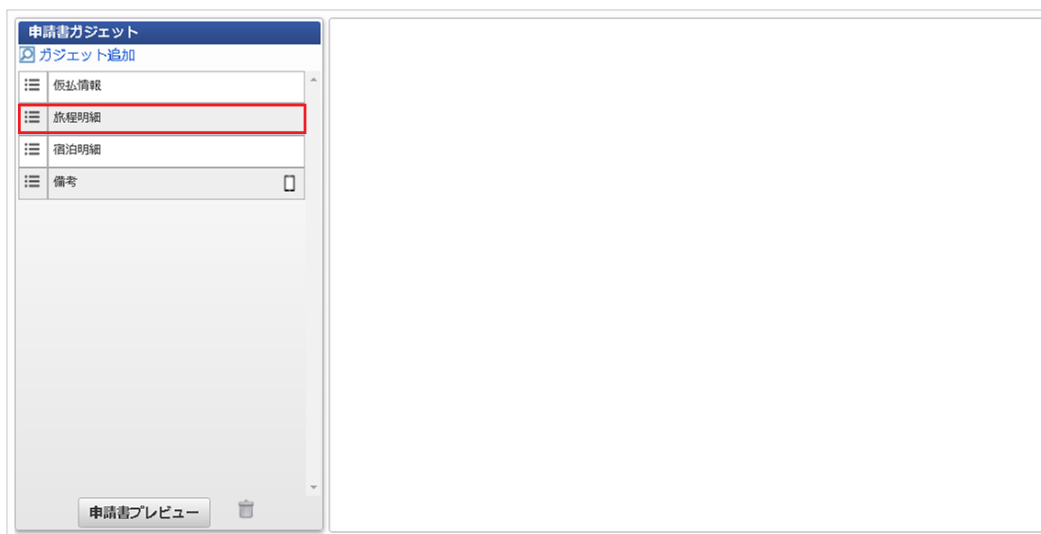 申請書ガジェット
ガジェット追加
仮払情報
旅程明細
宿泊明細
備考
申請書プレビュー